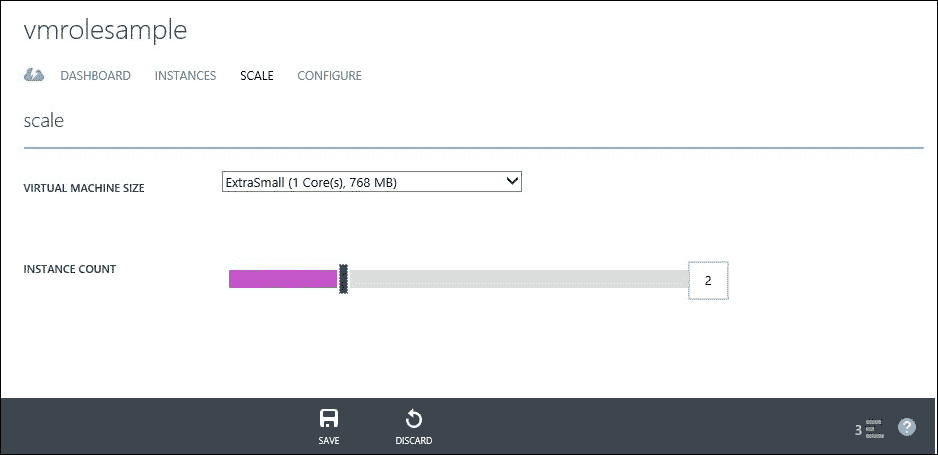 vmrolesample
DASHBOARD INSTANCES SCALE CONFIGURE
scale
VIRTUAL MACHINE SIZE ExtraSmall (1 Core(s), 768 MB)
INSTANCE COUNT 2
SAVE DISCARD
3 ?